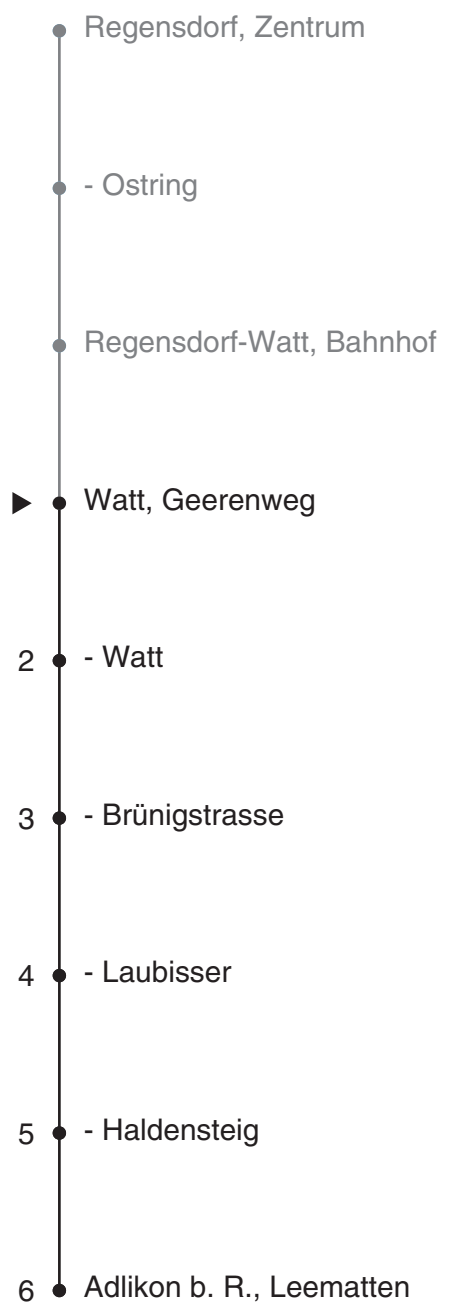 Regensdorf, Zentrum
- Ostring
Regensdorf-Watt, Bahnhof
Watt, Geerenweg
2 - Watt
3 - Brünigstrasse
4 - Laubisser
5 - Haldensteig
6 Adlikon b. R., Leematten